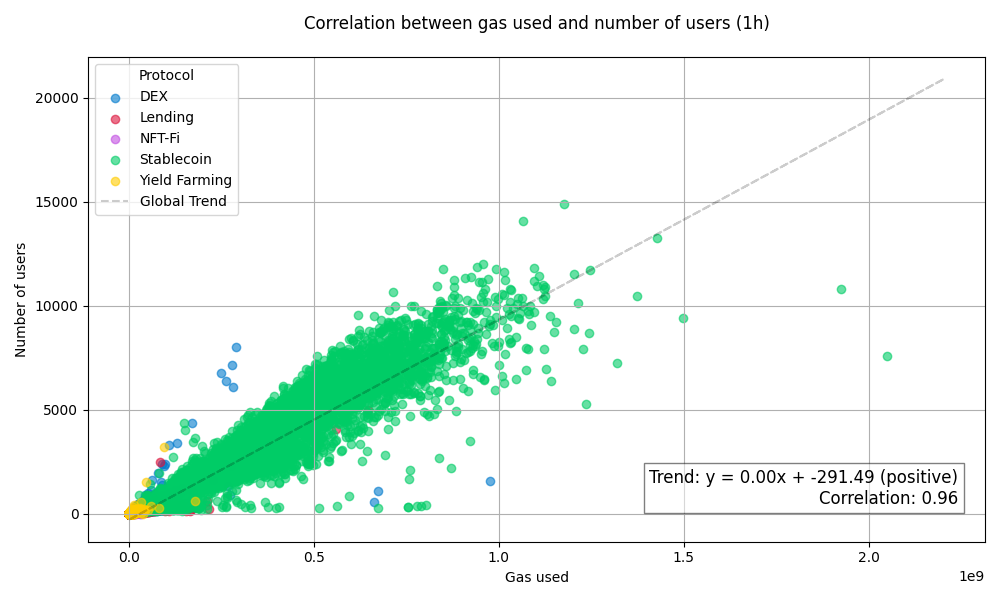 Correlation between gas used and number of users (1h)
Protocol
DEX
Lending
NFT-Fi
Stablecoin
Yield Farming
Global Trend
Number of users
20000
15000
10000
5000
0
Trend: y = 0.00x + -291.49 (positive)
Correlation: 0.96
0.0
0.5
1.0
1.5
2.0
1e9
Gas used